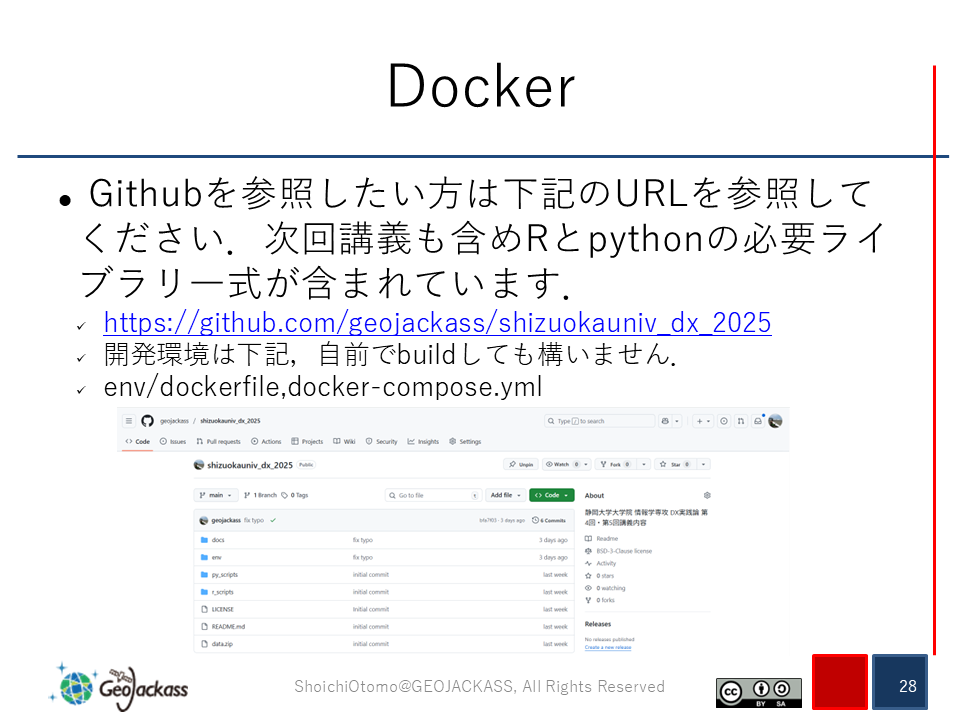 Docker
Githubを参照したい方は下記のURLを参照して
ください．次回講義も含めRとpythonの必要ライ
ブラリ一式が含まれています．
https://github.com/geojackass/shizuokauniv_dx_2025
開発環境は下記，自前でbuildしても構いません．
env/dockerfile,docker-compose.yml
geojackass / shizuokauniv_dx_2025
Type / to search
Code Issues Pull requests Actions Projects Wiki Security Insights Settings
shizuokauniv_dx_2025 Public
Unpin Watch 0 Fork 0 Star 0
main 1 Branch 0 Tags Go to file t Add file Code
About
静岡大学大学院 情報学専攻 DX実践論 第
4回・第5回講義内容
geojackass fix typo 3 days ago 6 Commits
docs fix typo 3 days ago
env fix typo 3 days ago
py_scripts initial commit last week
r_scripts initial commit last week
LICENSE initial commit last week
README.md initial commit last week
data.zip initial commit last week
Readme
BSD-3-Clause license
Activity
0 stars
0 watching
0 forks
Releases
No releases published
Create a new release
GeoJackass
ShoichiOtomo@GEOJACKASS, All Rights Reserved
cc BY SA
28